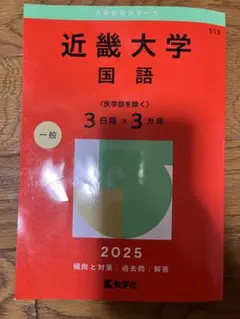 大学赤本シリーズ
513
近畿大学
国語
〈医学部を除く〉
一般
3日程×3カ年
2025
傾向と対策｜過去問｜解答
教学社